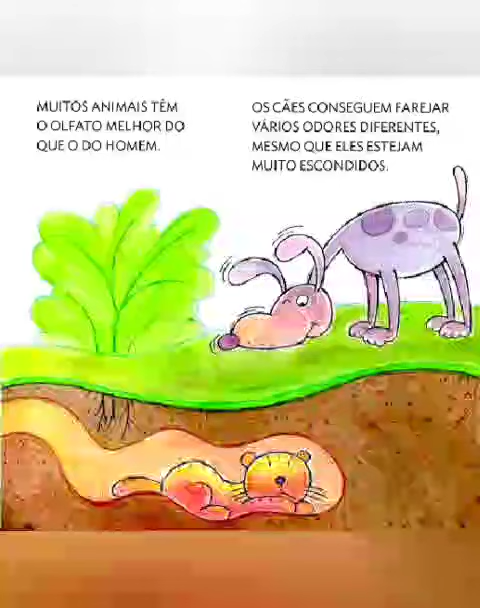 MUITOS ANIMAIS TÊM
O OLFATO MELHOR DO
QUE O DO HOMEM.
OS CÃES CONSEGUEM FAREJAR
VÁRIOS ODORES DIFERENTES,
MESMO QUE ELES ESTEJAM
MUITO ESCONDIDOS.